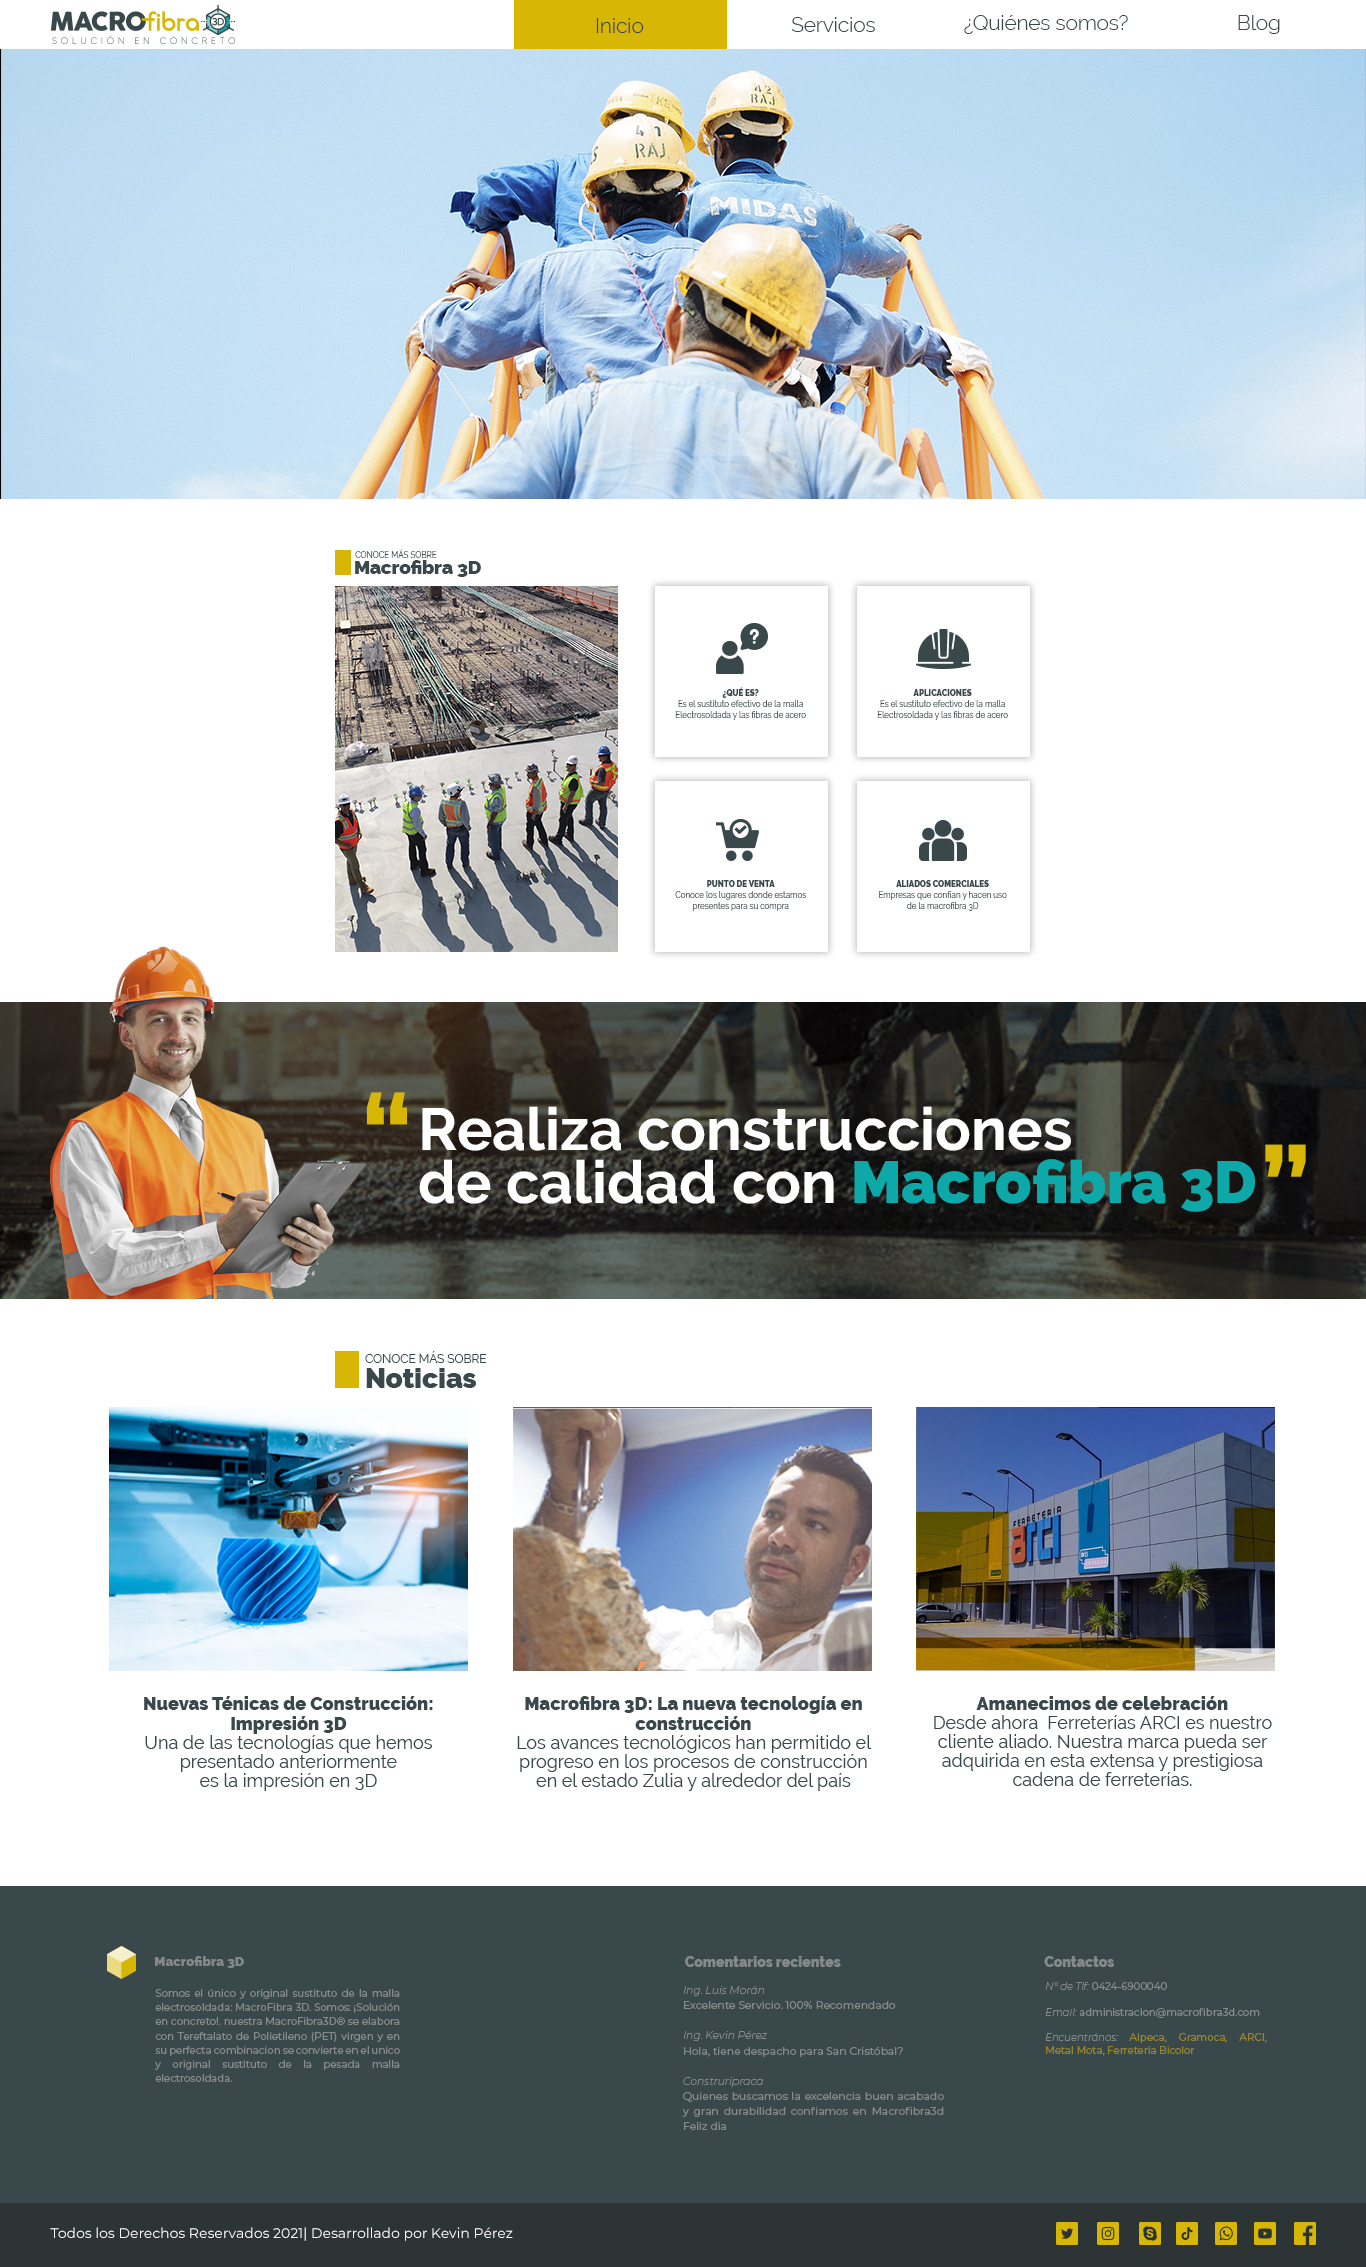 MACROfibra 3D
SOLUCIÓN EN CONCRETO
Inicio
Servicios
¿Quiénes somos?
Blog
42
RAJ
41
RAJ
MIDAS
CONOCE MÁS SOBRE
Macrofibra 3D
¿QUÉ ES?
Es el sustituto efectivo de la malla
Electrosoldada y las fibras de acero
APLICACIONES
Es el sustituto efectivo de la malla
Electrosoldada y las fibras de acero
PUNTO DE VENTA
Conoce los lugares donde estamos
presentes para su compra
ALIADOS COMERCIALES
Empresas que confían y hacen uso
de la macrofibra 3D
“Realiza construcciones
de calidad con Macrofibra 3D”
CONOCE MÁS SOBRE
Noticias
FERRETERIA
arci
Nuevas Ténicas de Construcción:
Impresión 3D
Una de las tecnologías que hemos
presentado anteriormente
es la impresión en 3D
Macrofibra 3D: La nueva tecnología en
construcción
Los avances tecnológicos han permitido el
progreso en los procesos de construcción
en el estado Zulia y alrededor del país
Amanecimos de celebración
Desde ahora Ferreterías ARCI es nuestro
cliente aliado. Nuestra marca pueda ser
adquirida en esta extensa y prestigiosa
cadena de ferreterías.
Macrofibra 3D
Somos el único y original sustituto de la malla
electrosoldada: MacroFibra 3D. Somos: ¡Solución
en concreto!. nuestra MacroFibra3D® se elabora
con Tereftalato de Polietileno (PET) virgen y en
su perfecta combinacion se convierte en el unico
y original sustituto de la pesada malla
electrosoldada.
Comentarios recientes
Ing. Luis Morán
Excelente Servicio. 100% Recomendado
Ing. Kevin Pérez
Hola, tiene despacho para San Cristóbal?
Construripraca
Quienes buscamos la excelencia buen acabado
y gran durabilidad confiamos en Macrofibra3d
Feliz dia
Contactos
N° de Tlf: 0424-6900040
Email: administracion@macrofibra3d.com
Encuentrános: Alpeca, Gramoca, ARCI,
Metal Mota, Ferreteria Bicolor
Todos los Derechos Reservados 2021| Desarrollado por Kevin Pérez